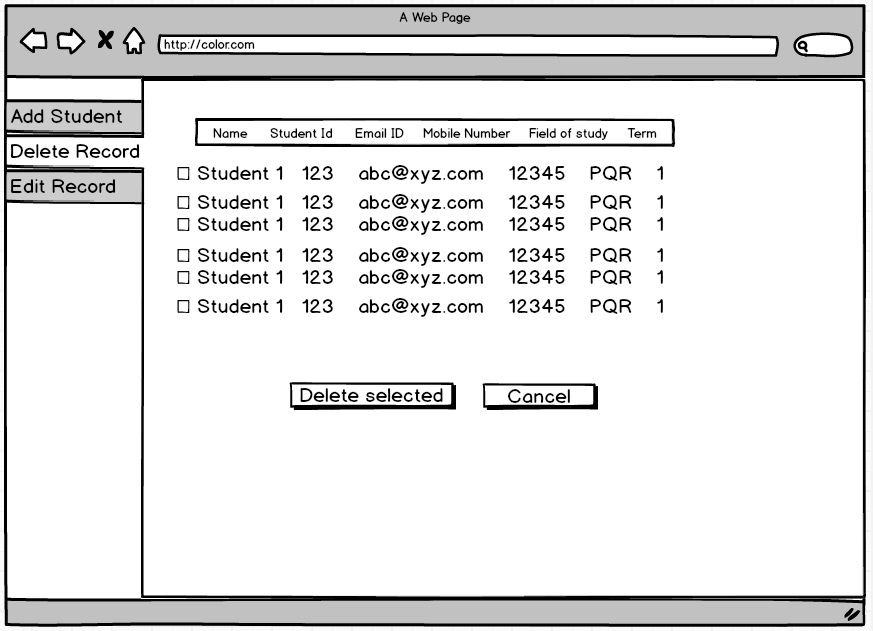 A Web Page
http://color.com
Add Student
Delete Record
Edit Record
Name Student Id Email ID Mobile Number Field of study Term
Student 1 123 abc@xyz.com 12345 PQR 1
Student 1 123 abc@xyz.com 12345 PQR 1
Student 1 123 abc@xyz.com 12345 PQR 1
Student 1 123 abc@xyz.com 12345 PQR 1
Student 1 123 abc@xyz.com 12345 PQR 1
Student 1 123 abc@xyz.com 12345 PQR 1
Delete selected Cancel